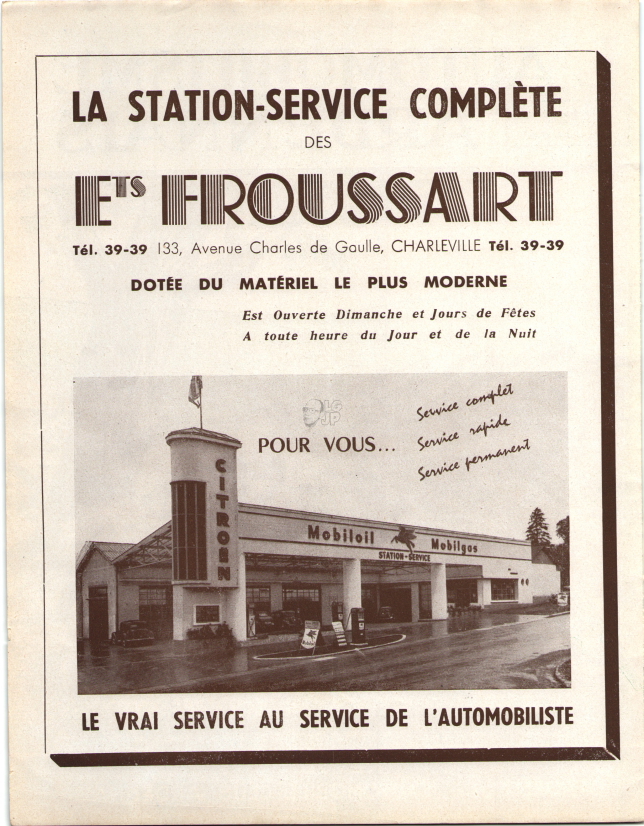 LA STATION-SERVICE COMPLÈTE
DES
ETS FROUSSART
Tél. 39-39 133, Avenue Charles de Gaulle, CHARLEVILLE Tél. 39-39
DOTÉE DU MATÉRIEL LE PLUS MODERNE
Est Ouverte Dimanche et Jours de Fêtes
A toute heure du Jour et de la Nuit
LG
JP
POUR VOUS...
Service complet
Service rapide
Service permanent
CITROEN
Mobiloil Mobilgas
STATION-SERVICE
LE VRAI SERVICE AU SERVICE DE L'AUTOMOBILISTE